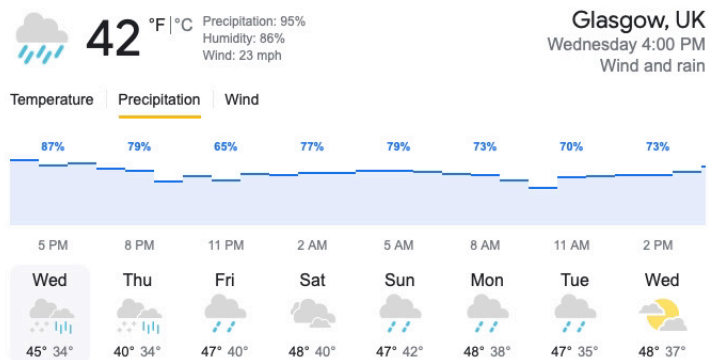 42 °F | °C
Precipitation: 95%
Humidity: 86%
Wind: 23 mph
Glasgow, UK
Wednesday 4:00 PM
Wind and rain
Temperature Precipitation Wind
87% 79% 65% 77% 79% 73% 70% 73%
5 PM 8 PM 11 PM 2 AM 5 AM 8 AM 11 AM 2 PM
Wed Thu Fri Sat Sun Mon Tue Wed
45° 34° 40° 34° 47° 40° 48° 40° 47° 42° 48° 38° 47° 35° 48° 37°